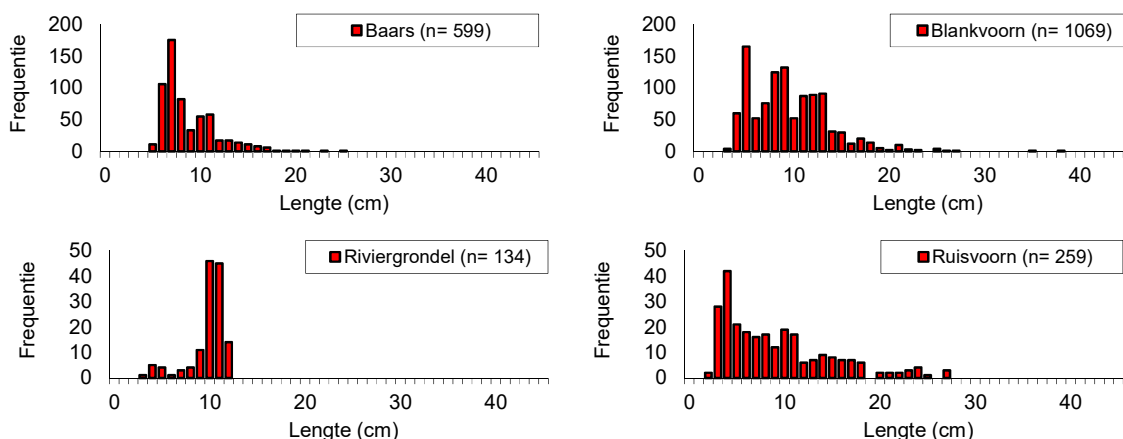 Baars (n= 599)
Frequentie
200
150
100
50
0
0 10 20 30 40
Lengte (cm)
Blankvoorn (n= 1069)
Frequentie
200
150
100
50
0
0 10 20 30 40
Lengte (cm)
Riviergrondel (n= 134)
Frequentie
50
40
30
20
10
0
0 10 20 30 40
Lengte (cm)
Ruisvoorn (n= 259)
Frequentie
50
40
30
20
10
0
0 10 20 30 40
Lengte (cm)